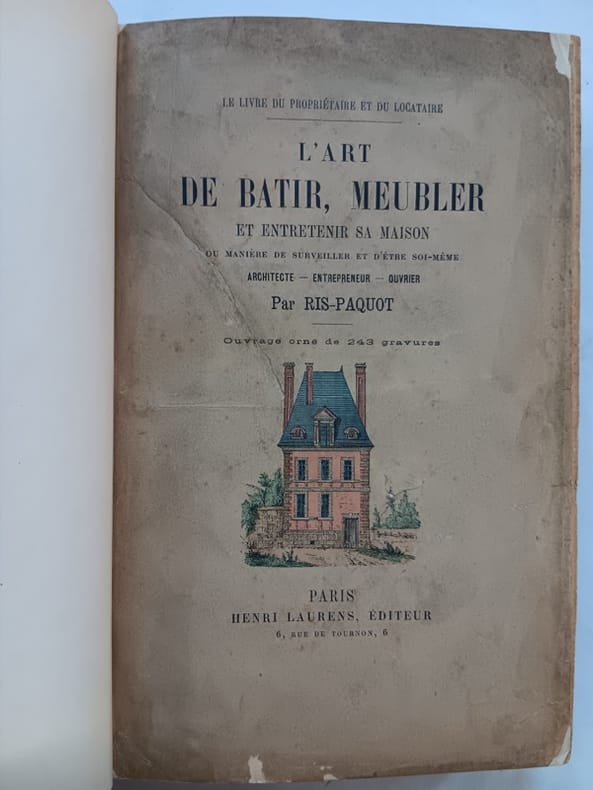 LE LIVRE DU PROPRIÉTAIRE ET DU LOCATAIRE
L'ART
DE BATIR, MEUBLER
ET ENTRETENIR SA MAISON
OU MANIÈRE DE SURVEILLER ET D'ÊTRE SOI-MÊME
ARCHITECTE — ENTREPRENEUR — OUVRIER
Par RIS-PAQUOT
Ouvrage orné de 243 gravures
PARIS
HENRI LAURENS, ÉDITEUR
6, RUE DE TOURNON, 6